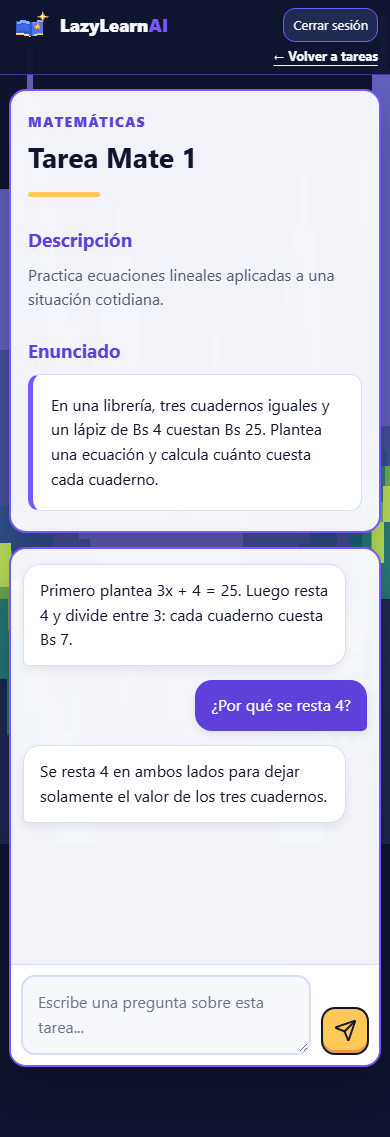 LazyLearnAI
Cerrar sesión
← Volver a tareas
MATEMÁTICAS
Tarea Mate 1
Descripción
Practica ecuaciones lineales aplicadas a una
situación cotidiana.
Enunciado
En una librería, tres cuadernos iguales y
un lápiz de Bs 4 cuestan Bs 25. Plantea
una ecuación y calcula cuánto cuesta
cada cuaderno.
Primero plantea 3x + 4 = 25. Luego resta
4 y divide entre 3: cada cuaderno cuesta
Bs 7.
¿Por qué se resta 4?
Se resta 4 en ambos lados para dejar
solamente el valor de los tres cuadernos.
Escribe una pregunta sobre esta
tarea...